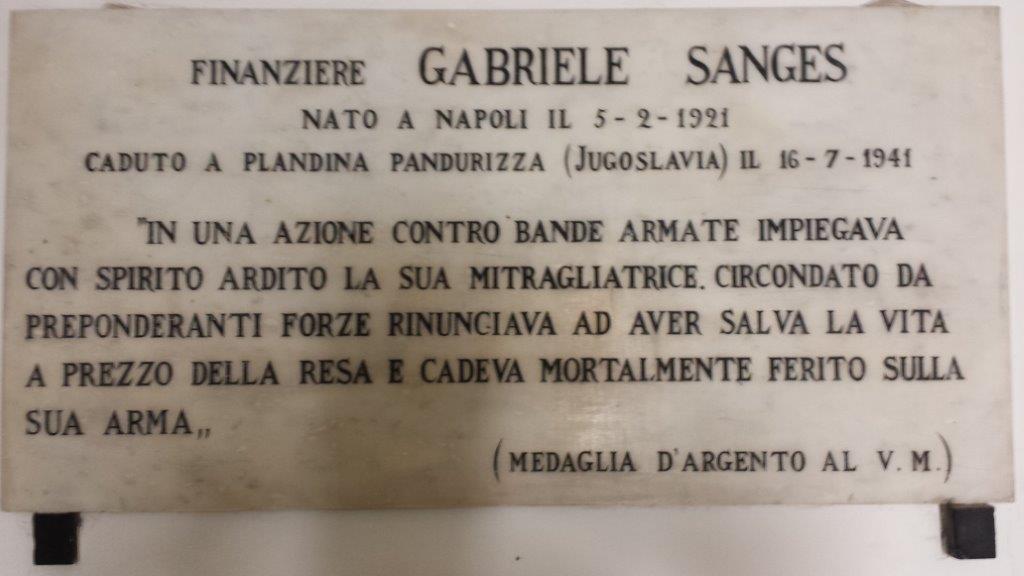 FINANZIERE GABRIELE SANGES
NATO A NAPOLI IL 5-2-1921
CADUTO A PLANDINA PANDURIZZA (JUGOSLAVIA) IL 16-7-1941
"IN UNA AZIONE CONTRO BANDE ARMATE IMPIEGAVA
CON SPIRITO ARDITO LA SUA MITRAGLIATRICE. CIRCONDATO DA
PREPONDERANTI FORZE RINUNCIAVA AD AVER SALVA LA VITA
A PREZZO DELLA RESA E CADEVA MORTALMENTE FERITO SULLA
SUA ARMA„
(MEDAGLIA D'ARGENTO AL V. M.)